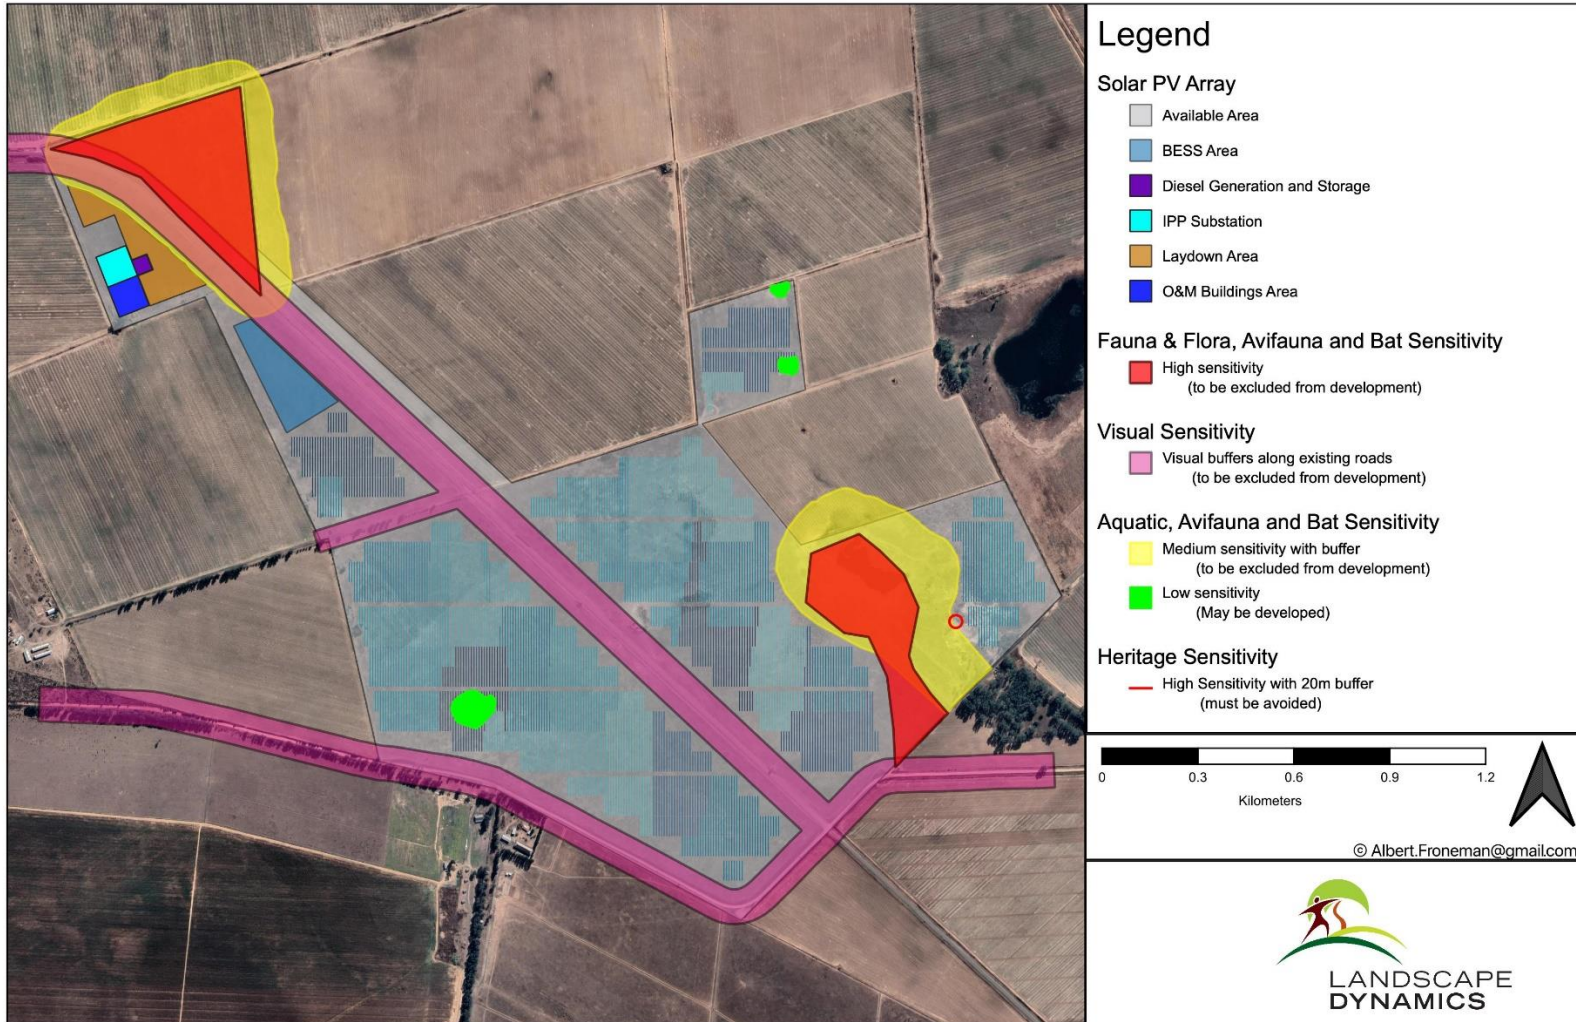 Legend
Solar PV Array
Available Area
BESS Area
Diesel Generation and Storage
IPP Substation
Laydown Area
O&M Buildings Area
Fauna & Flora, Avifauna and Bat Sensitivity
High sensitivity
(to be excluded from development)
Visual Sensitivity
Visual buffers along existing roads
(to be excluded from development)
Aquatic, Avifauna and Bat Sensitivity
Medium sensitivity with buffer
(to be excluded from development)
Low sensitivity
(May be developed)
Heritage Sensitivity
High Sensitivity with 20m buffer
(must be avoided)
0 0.3 0.6 0.9 1.2
Kilometers
© Albert.Froneman@gmail.com
LANDSCAPE
DYNAMICS